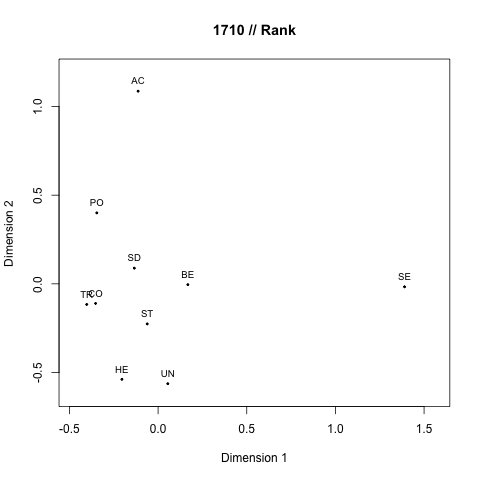 1710 // Rank
AC
PO
SD
BE
SE
TR CO
ST
HE
UN
1.0
0.5
0.0
-0.5
Dimension 2
-0.5 0.0 0.5 1.0 1.5
Dimension 1